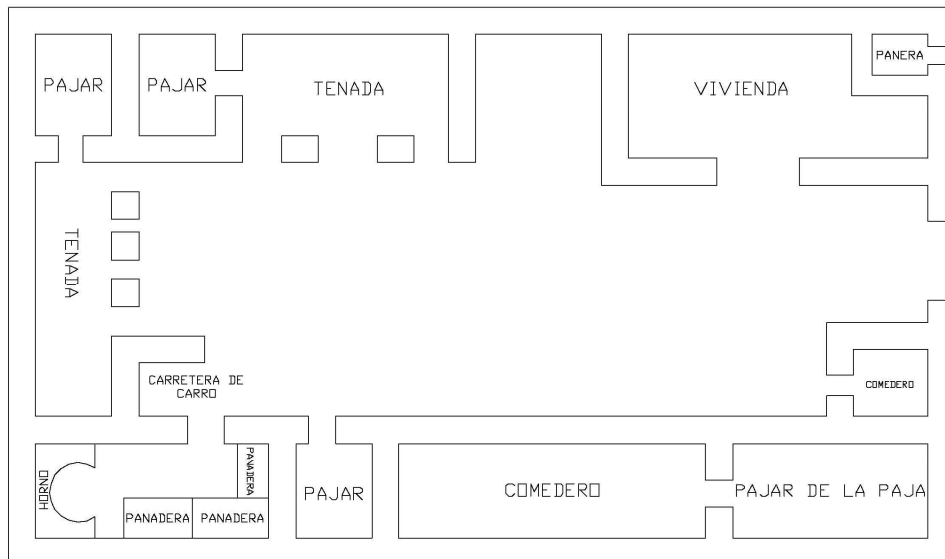 PAJAR
PAJAR
TENADA
VIVIENDA
PANERA
TENADA
CARRETERA DE
CARRO
COMEDERO
HORNO
PANADERA
PANADERA
PANADERA
PAJAR
COMEDERO
PAJAR DE LA PAJA